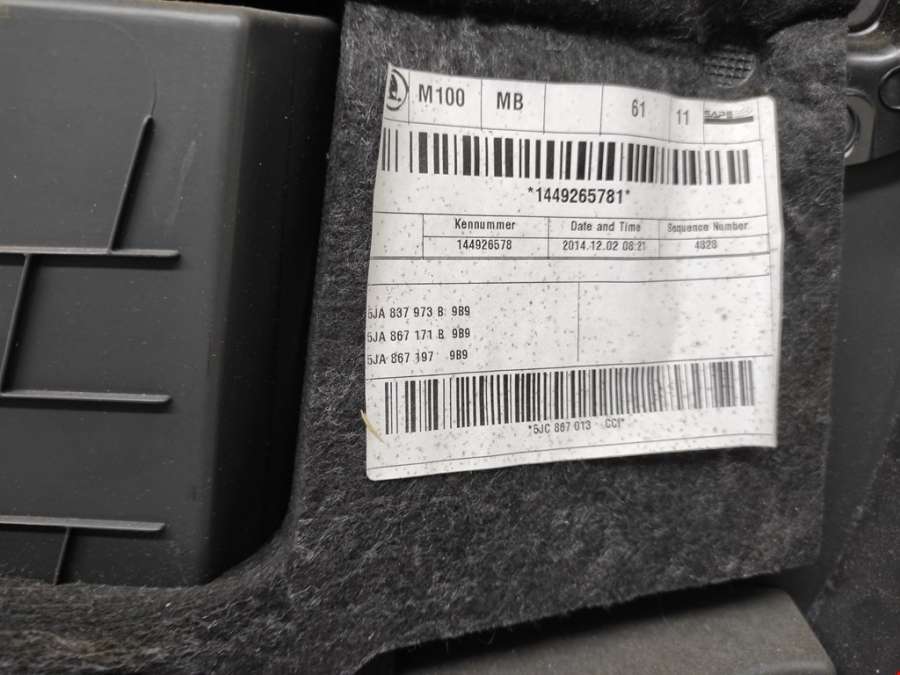 M100 MB 61 11
*1449265781*
Kennummer Date and Time Sequence Number
144926578 2014.12.02 08:21 4828
5JA 837 973 B 9B9
5JA 867 171 B 9B9
5JA 867 197 9B9
*5JC 867 013 CCI*